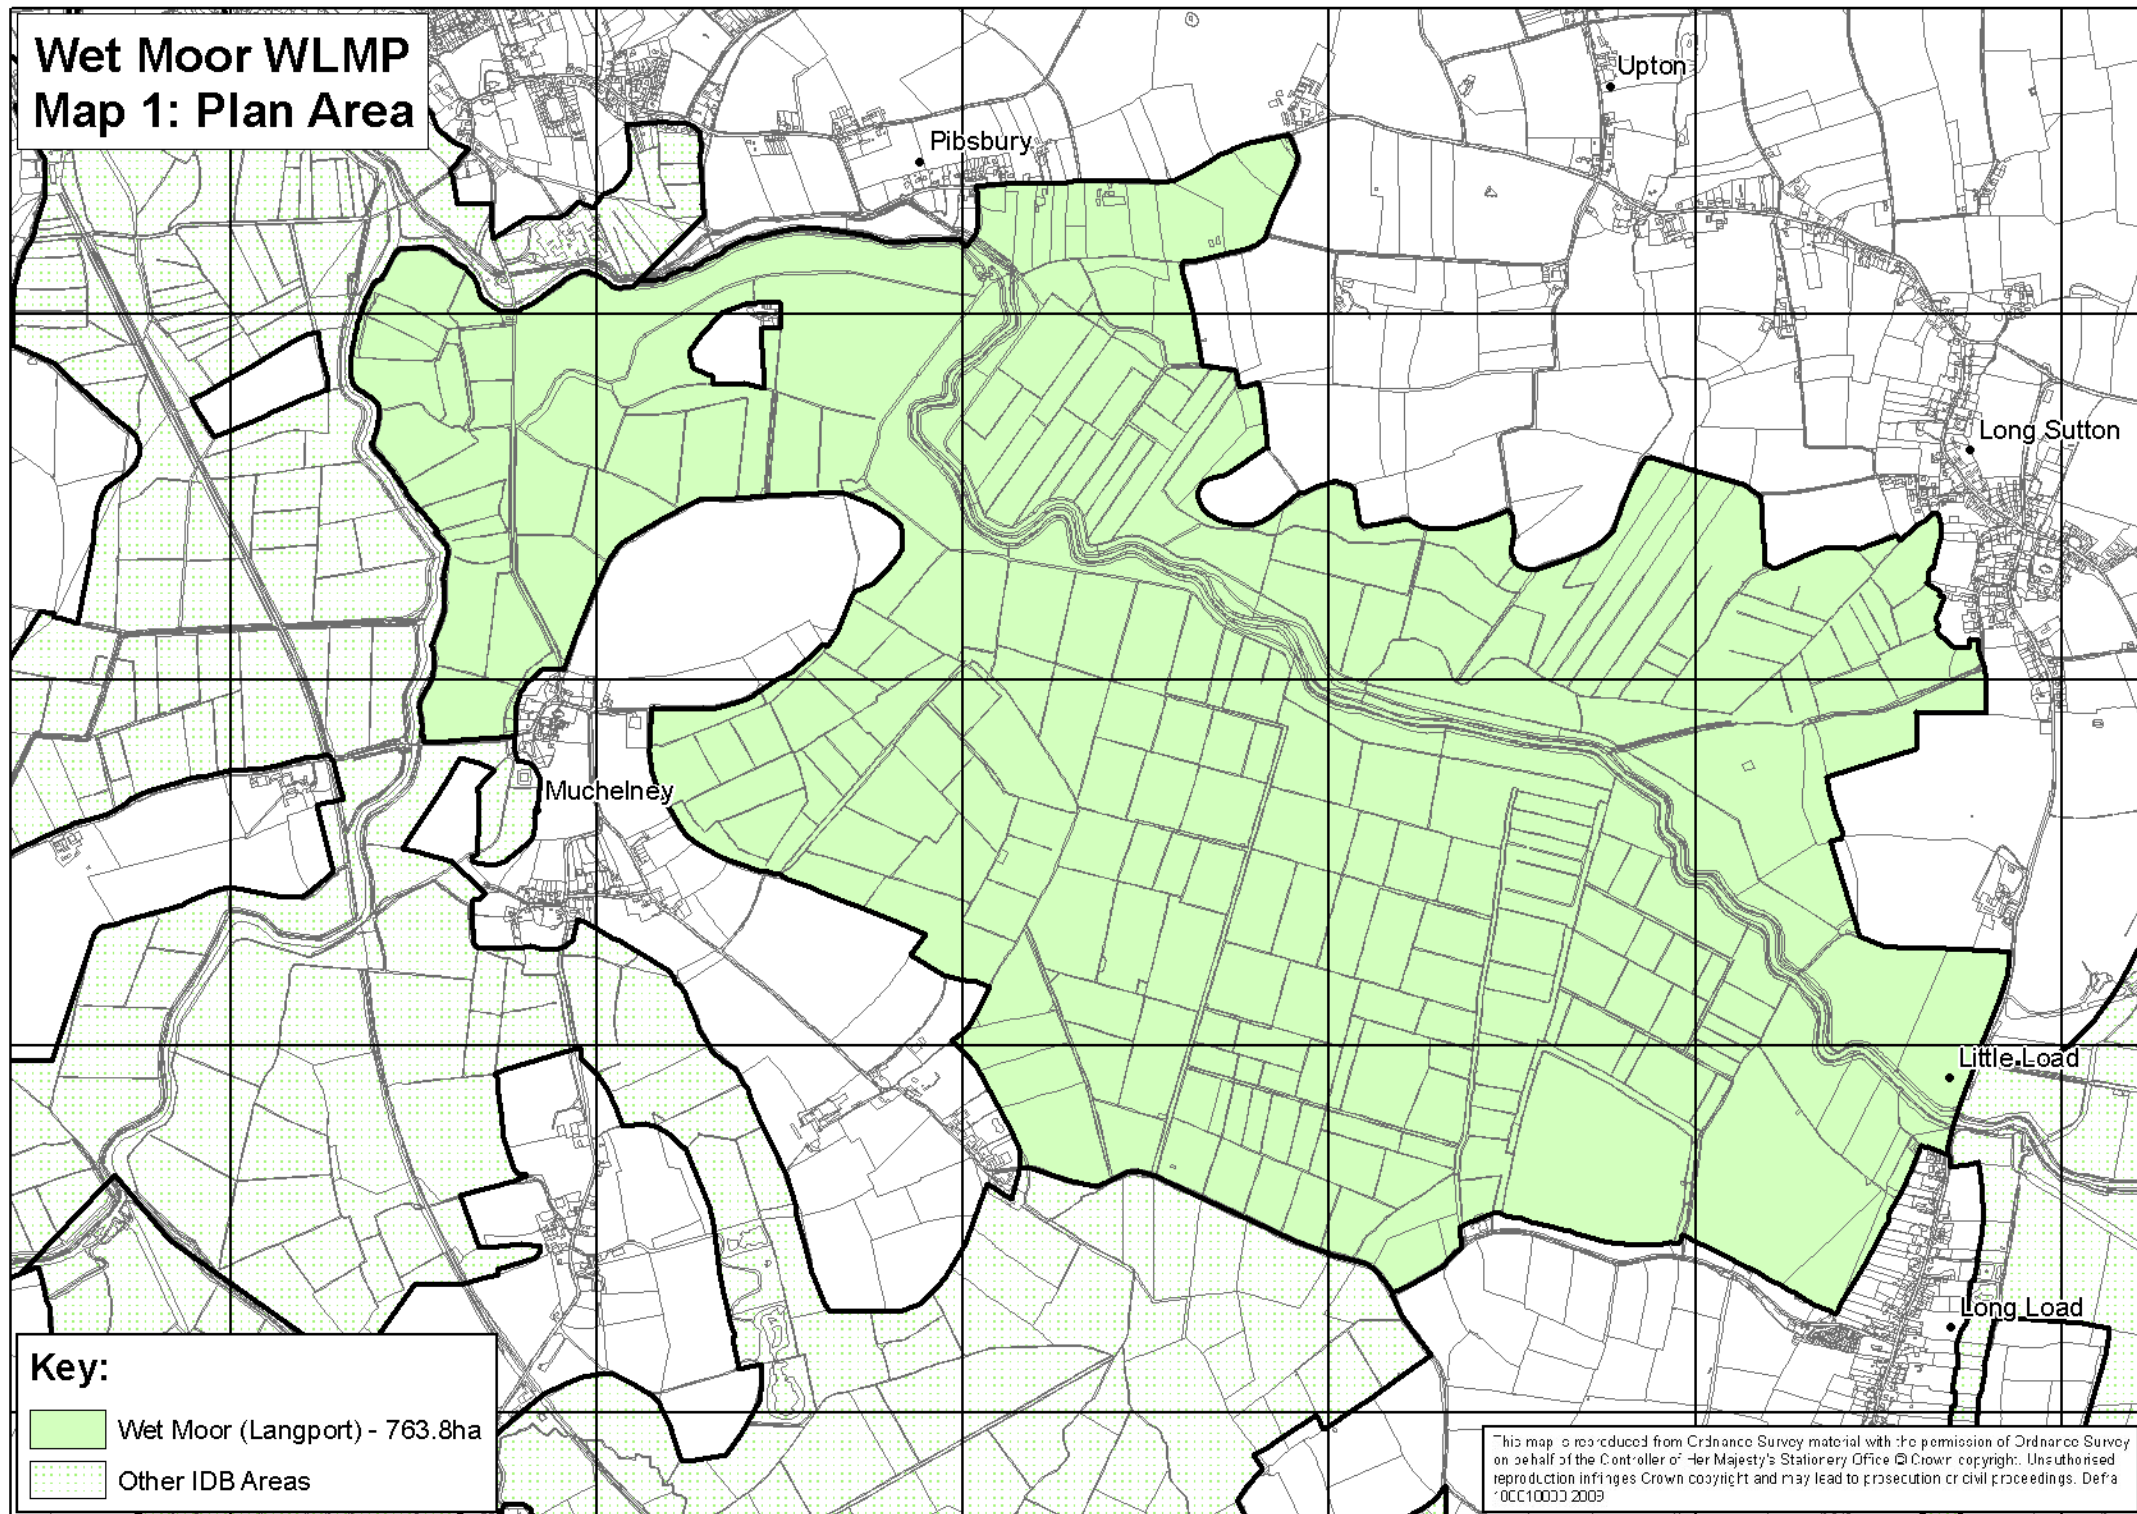 Wet Moor WLMP
Map 1: Plan Area
Upton
Pibsbury
Long Sutton
Muchelney
Little Load
Long Load
Key:
Wet Moor (Langport) - 763.8ha
Other IDB Areas
This map is reproduced from Ordnance Survey material with the permission of Ordnance Survey
on behalf of the Controller of Her Majesty's Stationery Office © Crown copyright. Unauthorised
reproduction infringes Crown copyright and may lead to prosecution or civil proceedings. Defra
2009